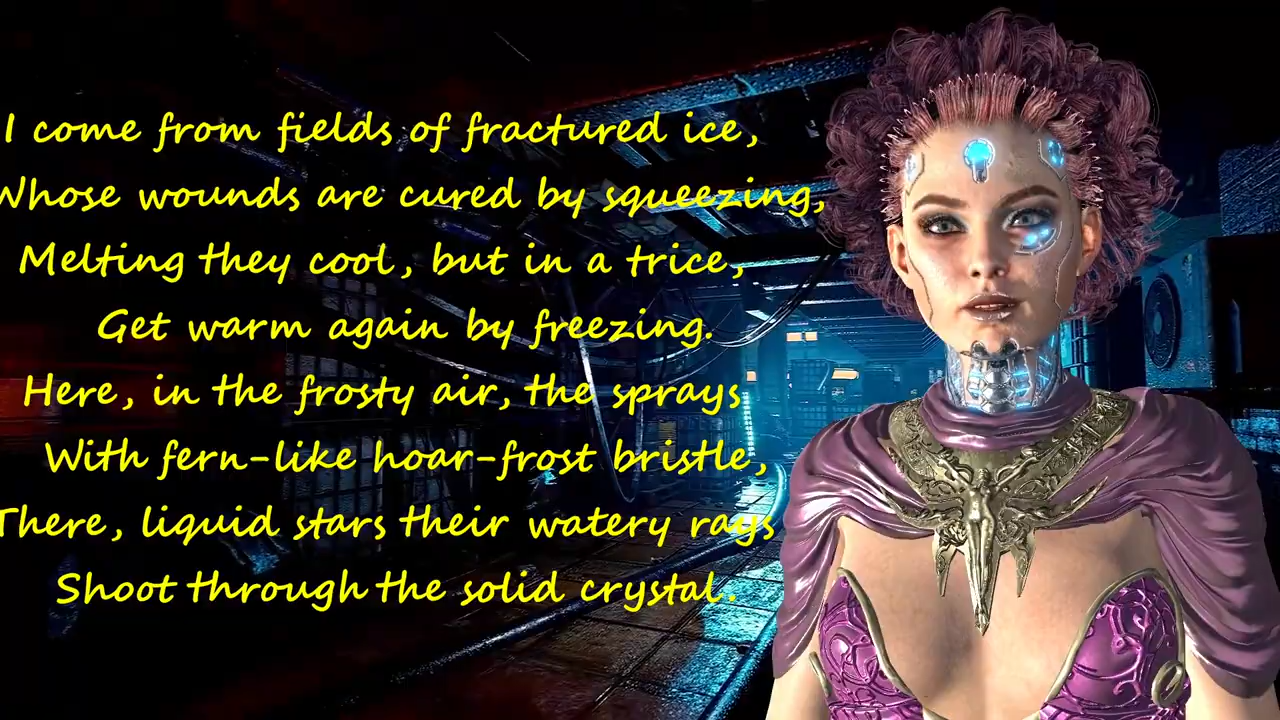 I come from fields of fractured ice,
Whose wounds are cured by squeezing,
Melting they cool, but in a trice,
Get warm again by freezing.
Here, in the frosty air, the sprays
With fern-like hoar-frost bristle,
There, liquid stars their watery rays
Shoot through the solid crystal.